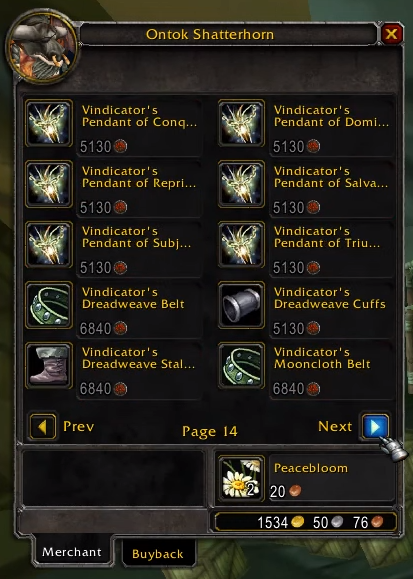 Ontok Shatterhorn
Vindicator's
Pendant of Conq...
5130
Vindicator's
Pendant of Domi...
5130
Vindicator's
Pendant of Repri...
5130
Vindicator's
Pendant of Salva...
5130
Vindicator's
Pendant of Subj...
5130
Vindicator's
Pendant of Triu...
5130
Vindicator's
Dreadweave Belt
6840
Vindicator's
Dreadweave Cuffs
5130
Vindicator's
Dreadweave Stal...
6840
Vindicator's
Mooncloth Belt
6840
Prev
Page 14
Next
2
Peacebloom
20
1534 50 76
Merchant
Buyback